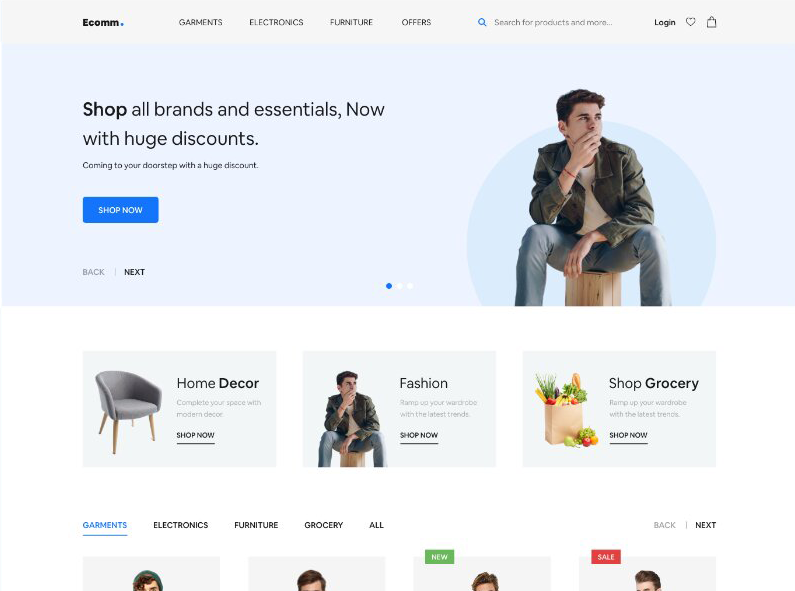 Ecomm.
GARMENTS ELECTRONICS FURNITURE OFFERS
Search for products and more...
Login
Shop all brands and essentials, Now
with huge discounts.
Coming to your doorstep with a huge discount.
SHOP NOW
BACK | NEXT
Home Decor
Complete your space with
modern decor.
SHOP NOW
Fashion
Ramp up your wardrobe
with the latest trends.
SHOP NOW
Shop Grocery
Ramp up your wardrobe
with the latest trends.
SHOP NOW
GARMENTS ELECTRONICS FURNITURE GROCERY ALL
BACK | NEXT
NEW
SALE